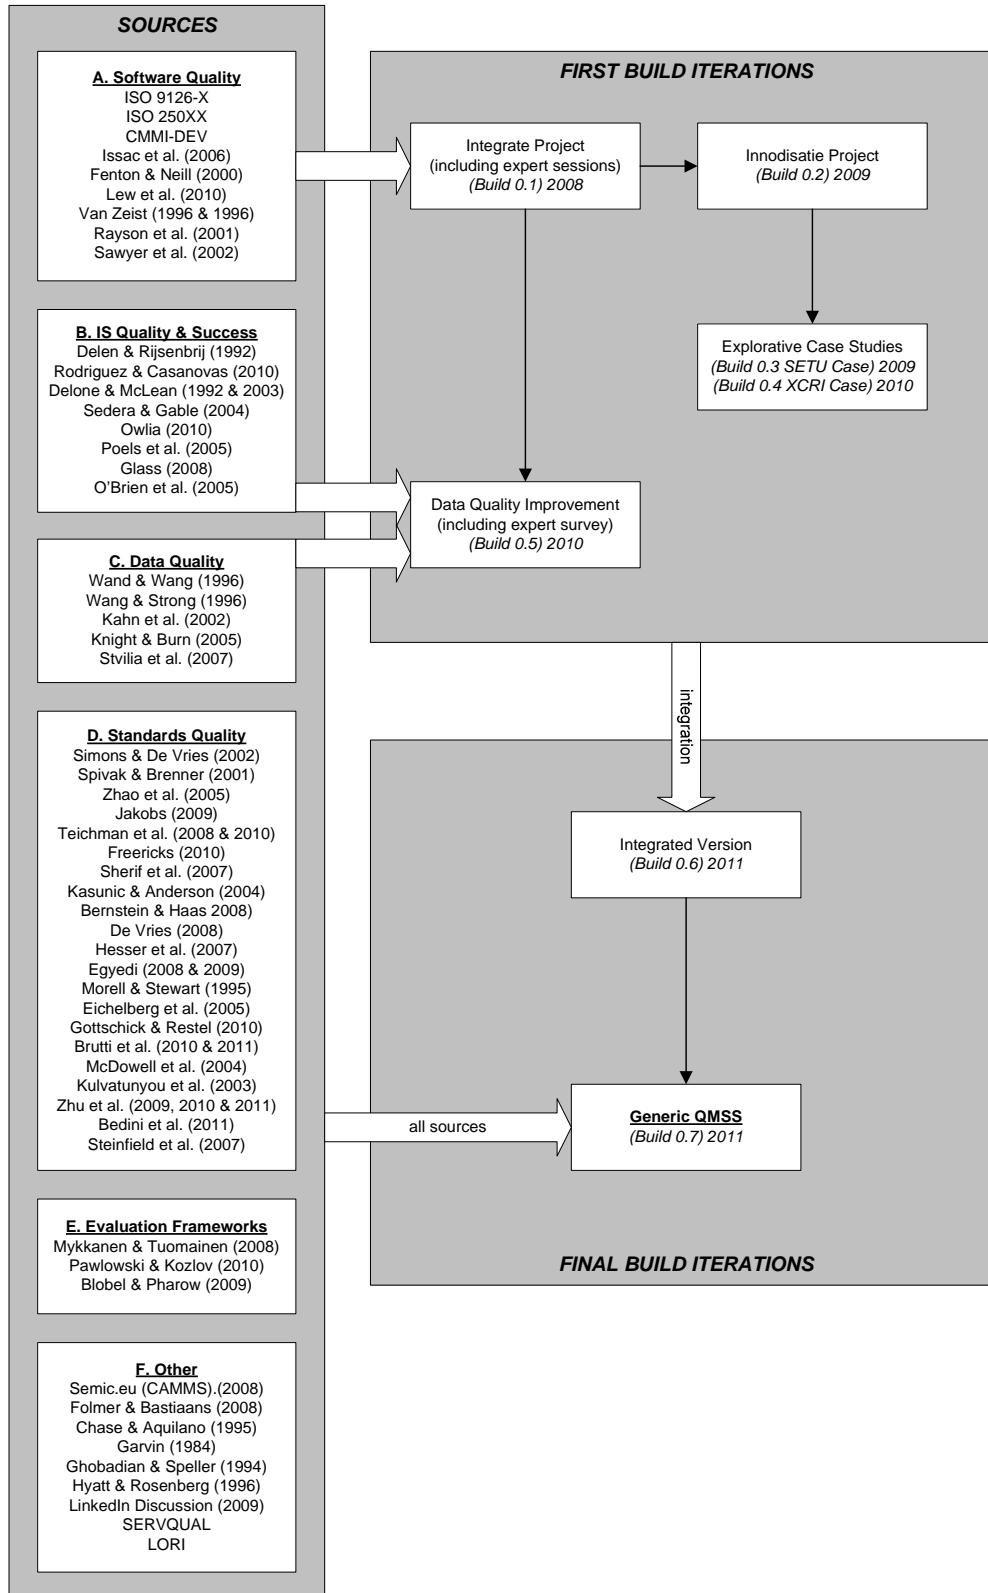 SOURCES
A. Software Quality
ISO 9126-X
ISO 250XX
CMMI-DEV
Issac et al. (2006)
Fenton & Neill (2000)
Lew et al. (2010)
Van Zeist (1996 & 1996)
Rayson et al. (2001)
Sawyer et al. (2002)
B. IS Quality & Success
Delen & Rijsenbrij (1992)
Rodriguez & Casanovas (2010)
Delone & McLean (1992 & 2003)
Sedera & Gable (2004)
Owlia (2010)
Poels et al. (2005)
Glass (2008)
O'Brien et al. (2005)
C. Data Quality
Wand & Wang (1996)
Wang & Strong (1996)
Kahn et al. (2002)
Knight & Burn (2005)
Stvilia et al. (2007)
D. Standards Quality
Simons & De Vries (2002)
Spivak & Brenner (2001)
Zhao et al. (2005)
Jakobs (2009)
Teichman et al. (2008 & 2010)
Freericks (2010)
Sherif et al. (2007)
Kasunic & Anderson (2004)
Bernstein & Haas 2008)
De Vries (2008)
Hesser et al. (2007)
Egyedi (2008 & 2009)
Morell & Stewart (1995)
Eichelberg et al. (2005)
Gottschick & Restel (2010)
Brutti et al. (2010 & 2011)
McDowell et al. (2004)
Kulvatunyou et al. (2003)
Zhu et al. (2009, 2010 & 2011)
Bedini et al. (2011)
Steinfield et al. (2007)
E. Evaluation Frameworks
Mykkanen & Tuomainen (2008)
Pawlowski & Kozlov (2010)
Blobel & Pharow (2009)
F. Other
Semic.eu (CAMMS).(2008)
Folmer & Bastiaans (2008)
Chase & Aquilano (1995)
Garvin (1984)
Ghobadian & Speller (1994)
Hyatt & Rosenberg (1996)
LinkedIn Discussion (2009)
SERVQUAL
LORI
FIRST BUILD ITERATIONS
Integrate Project
(including expert sessions)
(Build 0.1) 2008
Innodisatie Project
(Build 0.2) 2009
Explorative Case Studies
(Build 0.3 SETU Case) 2009
(Build 0.4 XCRI Case) 2010
Data Quality Improvement
(including expert survey)
(Build 0.5) 2010
integration
Integrated Version
(Build 0.6) 2011
all sources
Generic QMSS
(Build 0.7) 2011
FINAL BUILD ITERATIONS